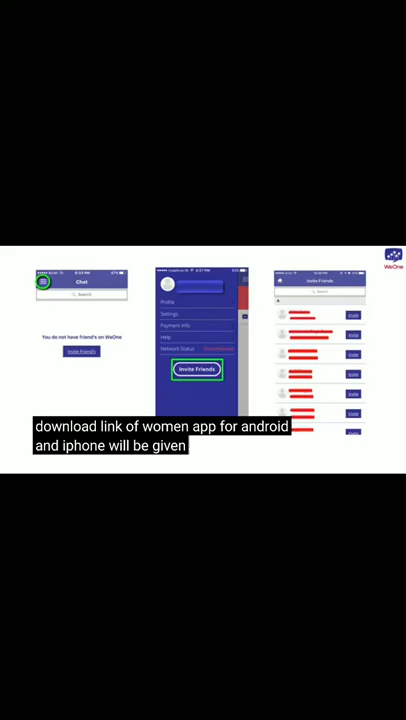 WeOne
Chat
Search
You do not have friend's on WeOne
Invite Friends
Profile
Settings
Payment Info
Help
Network Status
Invite Friends
Invite Friends
Search
A
Invite
Invite
Invite
Invite
Invite
Invite
Invite
download link of women app for android
and iphone will be given